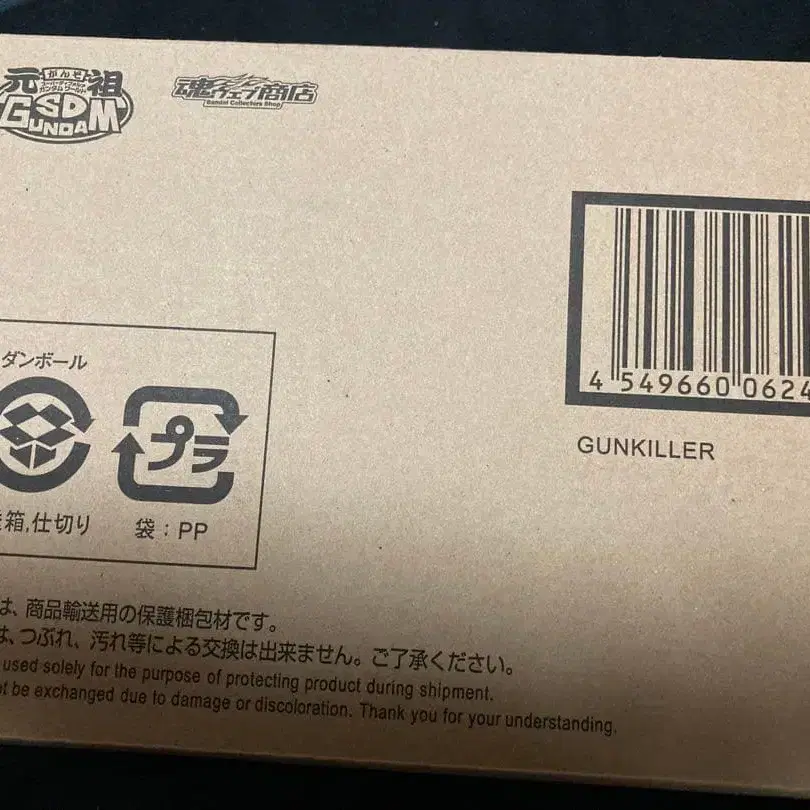 元祖
がんそ
スーパーディフォルメ
ガンダムワールド
SD
GUNDAM
魂ウェブ商店
Bandai Collectors Shop
4 549660 0624
GUNKILLER
ダンボール
プラ
箱,仕切り
袋:PP
は、商品輸送用の保護梱包材です。
は、つぶれ、汚れ等による交換は出来ません。ご了承ください。
used solely for the purpose of protecting product during shipment.
be exchanged due to damage or discoloration. Thank you for your understanding.